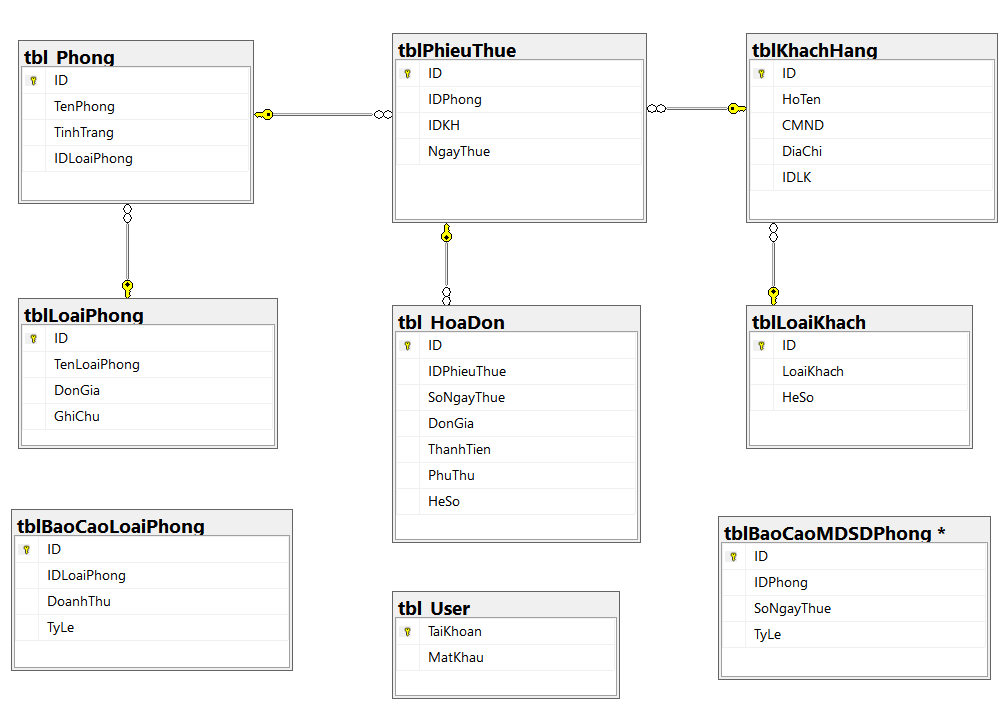 tbl_Phong
ID
TenPhong
TinhTrang
IDLoaiPhong
tblPhieuThue
ID
IDPhong
IDKH
NgayThue
tblKhachHang
ID
HoTen
CMND
DiaChi
IDLK
tblLoaiPhong
ID
TenLoaiPhong
DonGia
GhiChu
tbl_HoaDon
ID
IDPhieuThue
SoNgayThue
DonGia
ThanhTien
PhuThu
HeSo
tblLoaiKhach
ID
LoaiKhach
HeSo
tblBaoCaoLoaiPhong
ID
IDLoaiPhong
DoanhThu
TyLe
tbl_User
TaiKhoan
MatKhau
tblBaoCaoMDSDPhong *
ID
IDPhong
SoNgayThue
TyLe